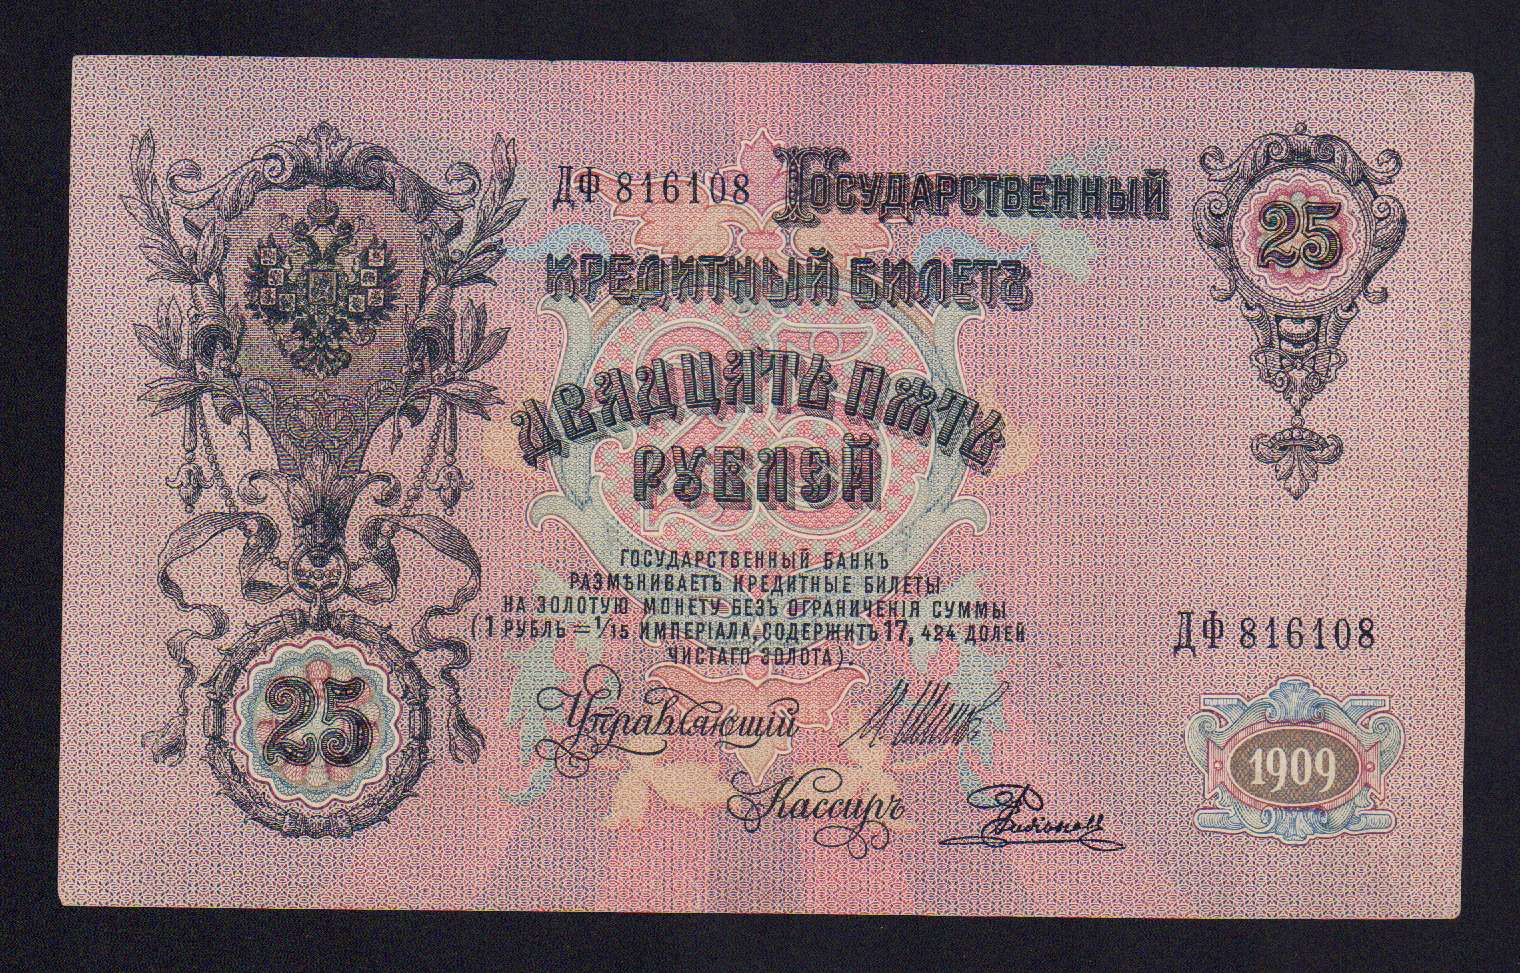 ДФ 816108 Государственный
25
Кредитный Билетъ
Двадцать пять
рублей
Государственный Банкъ
размѣниваетъ кредитные билеты
на золотую монету безъ ограниченія суммы
(1 рубль = 1/15 имперіала, содержитъ 17, 424 долей
чистаго золота).
ДФ 816108
25
Управляющій
Кассиръ
1909